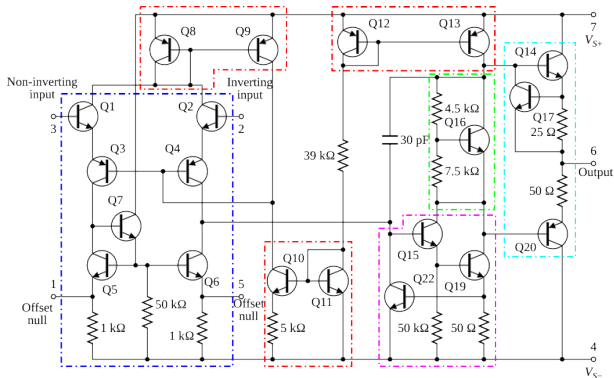 Q12
Q13
7
V_S+
Q8
Q9
Q14
Non-inverting
input
Inverting
input
Q1
Q2
3
2
4.5 kΩ
Q16
Q17
25 Ω
30 pF
6
Output
Q3
Q4
39 kΩ
7.5 kΩ
50 Ω
Q7
Q15
Q20
Q5
Q6
Q10
Q11
Q22
Q19
1
Offset
null
5
Offset
null
50 kΩ
1 kΩ
1 kΩ
5 kΩ
50 kΩ
50 Ω
4
V_S−